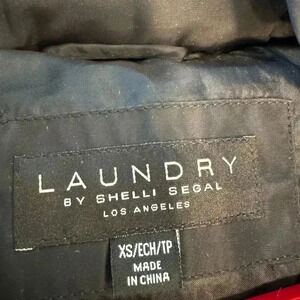 LAUNDRY
BY SHELLI SEGAL
LOS ANGELES
XS/ECH/TP
MADE
IN CHINA